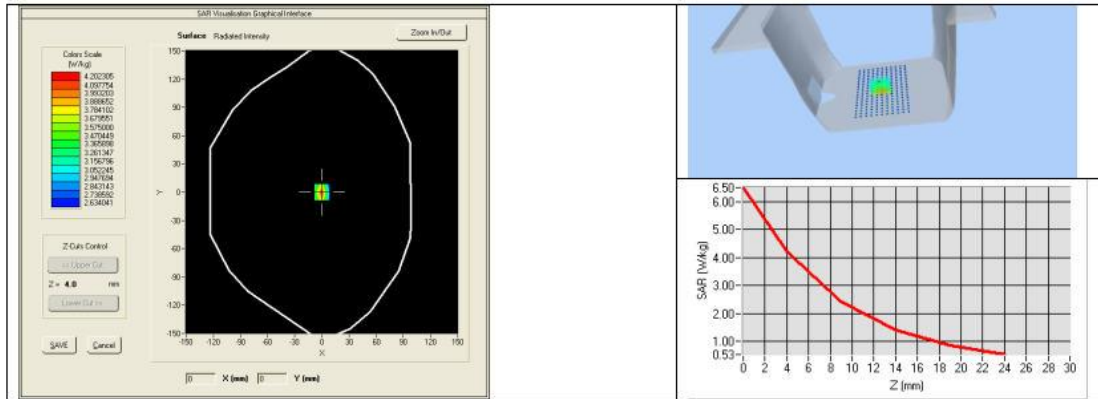 SAR Visualisation Graphical Interface
Surface Radiated Intensity
Zoom In/Out
Colors Scale
(W/kg)
4.202305
4.097754
3.993203
3.888652
3.784102
3.679551
3.575000
3.470449
3.365898
3.261347
3.156796
3.052245
2.947694
2.843143
2.738592
2.634041
Z-Cuts Control
<< Upper Cut
Z = 4.0 mm
Lower Cut >>
SAVE Cancel
150
120
90
60
30
0
-30
-60
-90
-120
-150
Y
-150 -120 -90 -60 -30 0 30 60 90 120 150
X
0 X (mm) 0 Y (mm)
6.50
6.00
5.00
4.00
3.00
2.00
1.00
0.53
SAR (W/kg)
0 2 4 6 8 10 12 14 16 18 20 22 24 26 28 30
Z (mm)